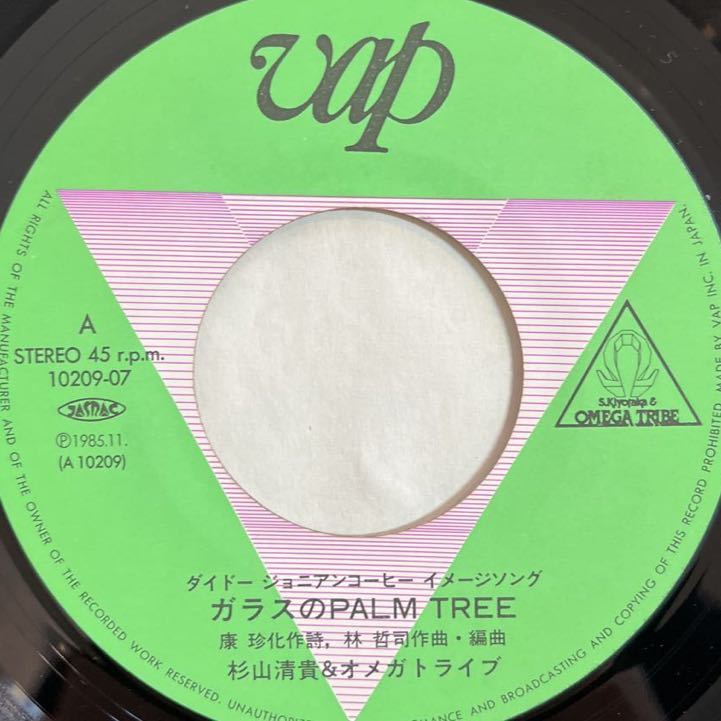 vap
A
STEREO 45 r.p.m.
10209-07
JASRAC
Ⓟ1985.11.
(A 10209)
S.Kiyotaka &
OMEGA TRIBE
ダイドー ジョニアンコーヒー イメージソング
ガラスのPALM TREE
康 珍化作詩, 林 哲司作曲・編曲
杉山清貴&オメガトライブ
ALL RIGHTS OF THE MANUFACTURER AND OF THE OWNER OF THE RECORDED WORK RESERVED. UNAUTHORIZED
ANCE AND BROADCASTING AND COPYING OF THIS RECORD PROHIBITED. MADE BY VAP INC. IN JAPAN.